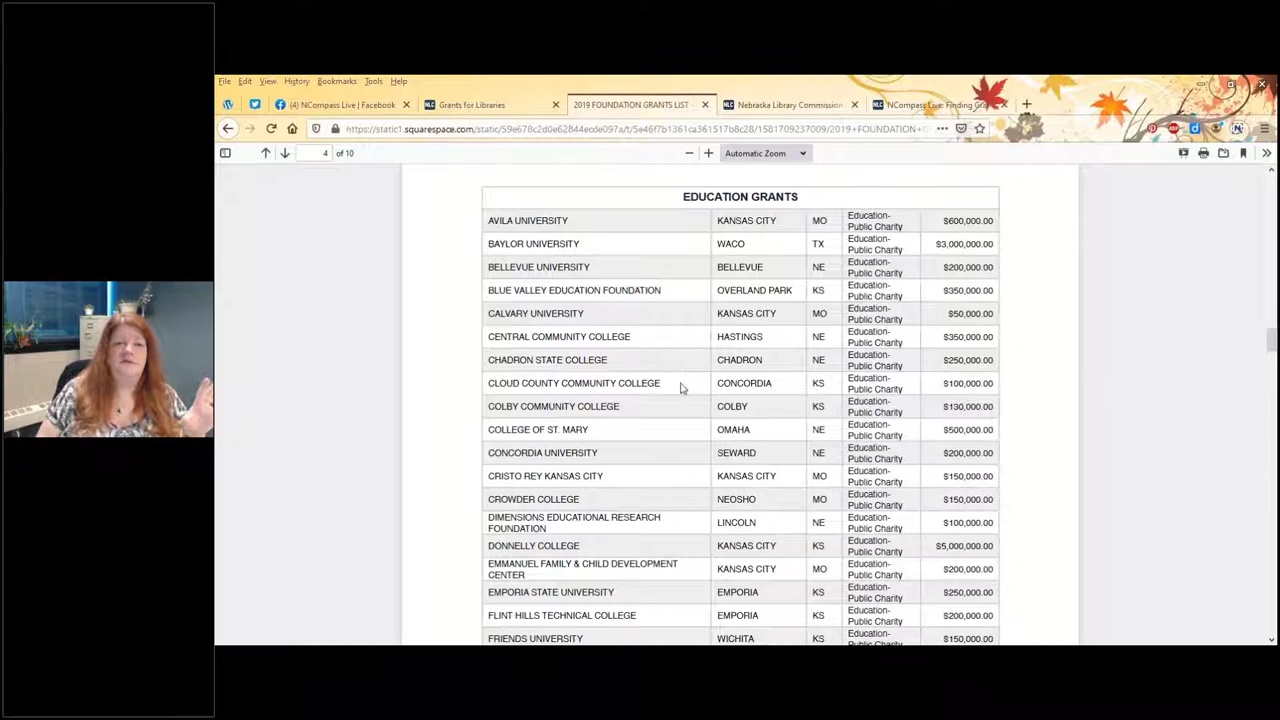 File Edit View History Bookmarks Tools Help
(4) NCompass Live | Facebook
Grants for Libraries
2019 FOUNDATION GRANTS LIST
Nebraska Library Commission
NCompass Live: Finding Gra
https://static1.squarespace.com/static/59e678c2d0e62844ecde097a/t/5e46f7b1361ca361517b8c28/1581709237009/2019+FOUNDATION+
4 of 10
Automatic Zoom
EDUCATION GRANTS
AVILA UNIVERSITY KANSAS CITY MO Education-Public Charity $600,000.00
BAYLOR UNIVERSITY WACO TX Education-Public Charity $3,000,000.00
BELLEVUE UNIVERSITY BELLEVUE NE Education-Public Charity $200,000.00
BLUE VALLEY EDUCATION FOUNDATION OVERLAND PARK KS Education-Public Charity $350,000.00
CALVARY UNIVERSITY KANSAS CITY MO Education-Public Charity $50,000.00
CENTRAL COMMUNITY COLLEGE HASTINGS NE Education-Public Charity $350,000.00
CHADRON STATE COLLEGE CHADRON NE Education-Public Charity $250,000.00
CLOUD COUNTY COMMUNITY COLLEGE CONCORDIA KS Education-Public Charity $100,000.00
COLBY COMMUNITY COLLEGE COLBY KS Education-Public Charity $130,000.00
COLLEGE OF ST. MARY OMAHA NE Education-Public Charity $500,000.00
CONCORDIA UNIVERSITY SEWARD NE Education-Public Charity $200,000.00
CRISTO REY KANSAS CITY KANSAS CITY MO Education-Public Charity $150,000.00
CROWDER COLLEGE NEOSHO MO Education-Public Charity $150,000.00
DIMENSIONS EDUCATIONAL RESEARCH FOUNDATION LINCOLN NE Education-Public Charity $100,000.00
DONNELLY COLLEGE KANSAS CITY KS Education-Public Charity $5,000,000.00
EMMANUEL FAMILY & CHILD DEVELOPMENT CENTER KANSAS CITY MO Education-Public Charity $200,000.00
EMPORIA STATE UNIVERSITY EMPORIA KS Education-Public Charity $250,000.00
FLINT HILLS TECHNICAL COLLEGE EMPORIA KS Education-Public Charity $200,000.00
FRIENDS UNIVERSITY WICHITA KS Education-Public Charity $150,000.00